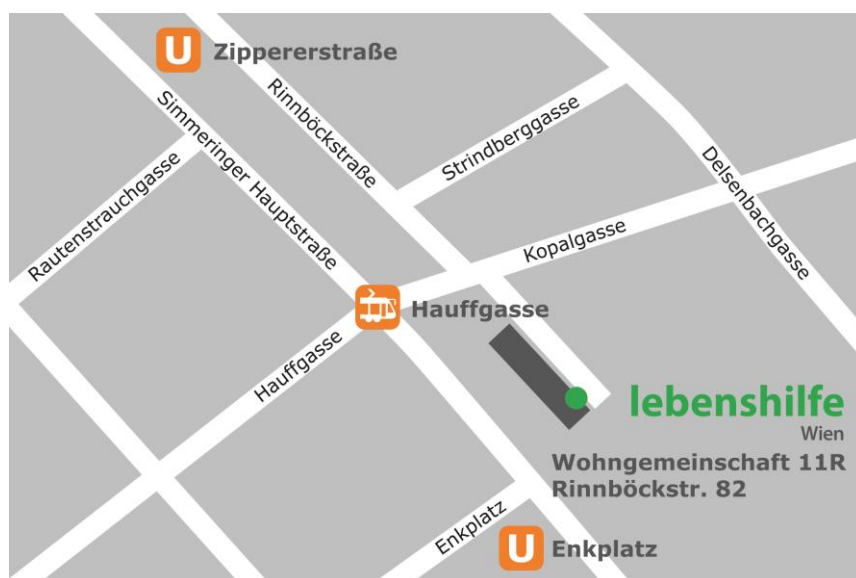 U Zippererstraße
Rinnböckstraße
Simmeringer Hauptstraße
Strindberggasse
Rautenstrauchgasse
Delsenbachgasse
Kopalgasse
Hauffgasse
Hauffgasse
lebenshilfe
Wien
Wohngemeinschaft 11R
Rinnböckstr. 82
Enkplatz
U Enkplatz